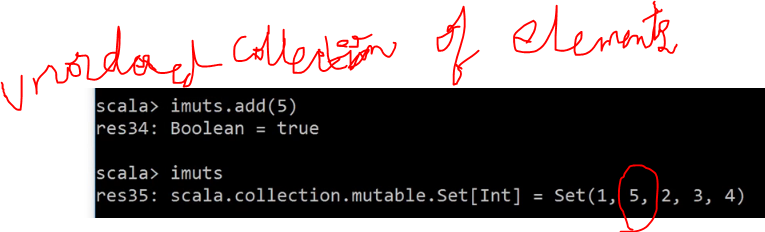 Unordored collection of elements
scala> imuts.add(5)
res34: Boolean = true
scala> imuts
res35: scala.collection.mutable.Set[Int] = Set(1, 5, 2, 3, 4)